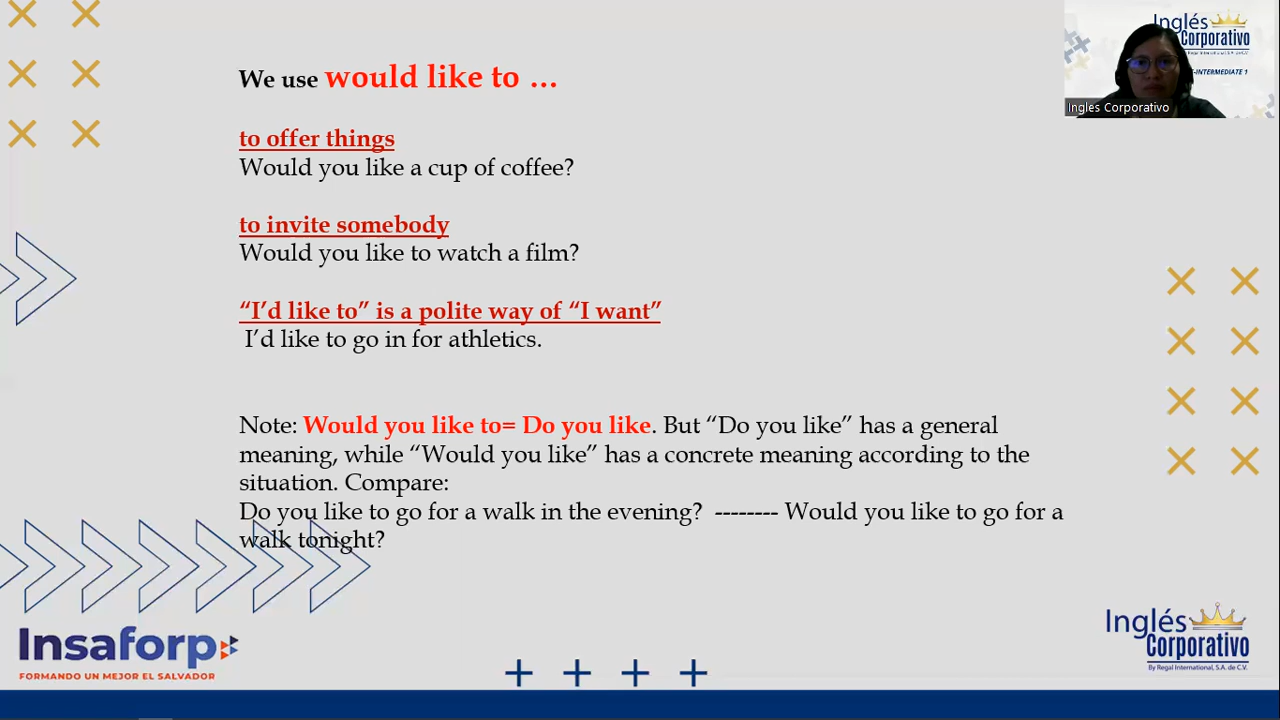 We use would like to …
to offer things
Would you like a cup of coffee?
to invite somebody
Would you like to watch a film?
“I’d like to” is a polite way of “I want”
I’d like to go in for athletics.
Note: Would you like to= Do you like. But “Do you like” has a general
meaning, while “Would you like” has a concrete meaning according to the
situation. Compare:
Do you like to go for a walk in the evening? -------- Would you like to go for a
walk tonight?
Inglés
Corporativo
-INTERMEDIATE 1
Ingles Corporativo
Insaforp
FORMANDO UN MEJOR EL SALVADOR
Inglés
Corporativo
By Regal International, S.A. de C.V.